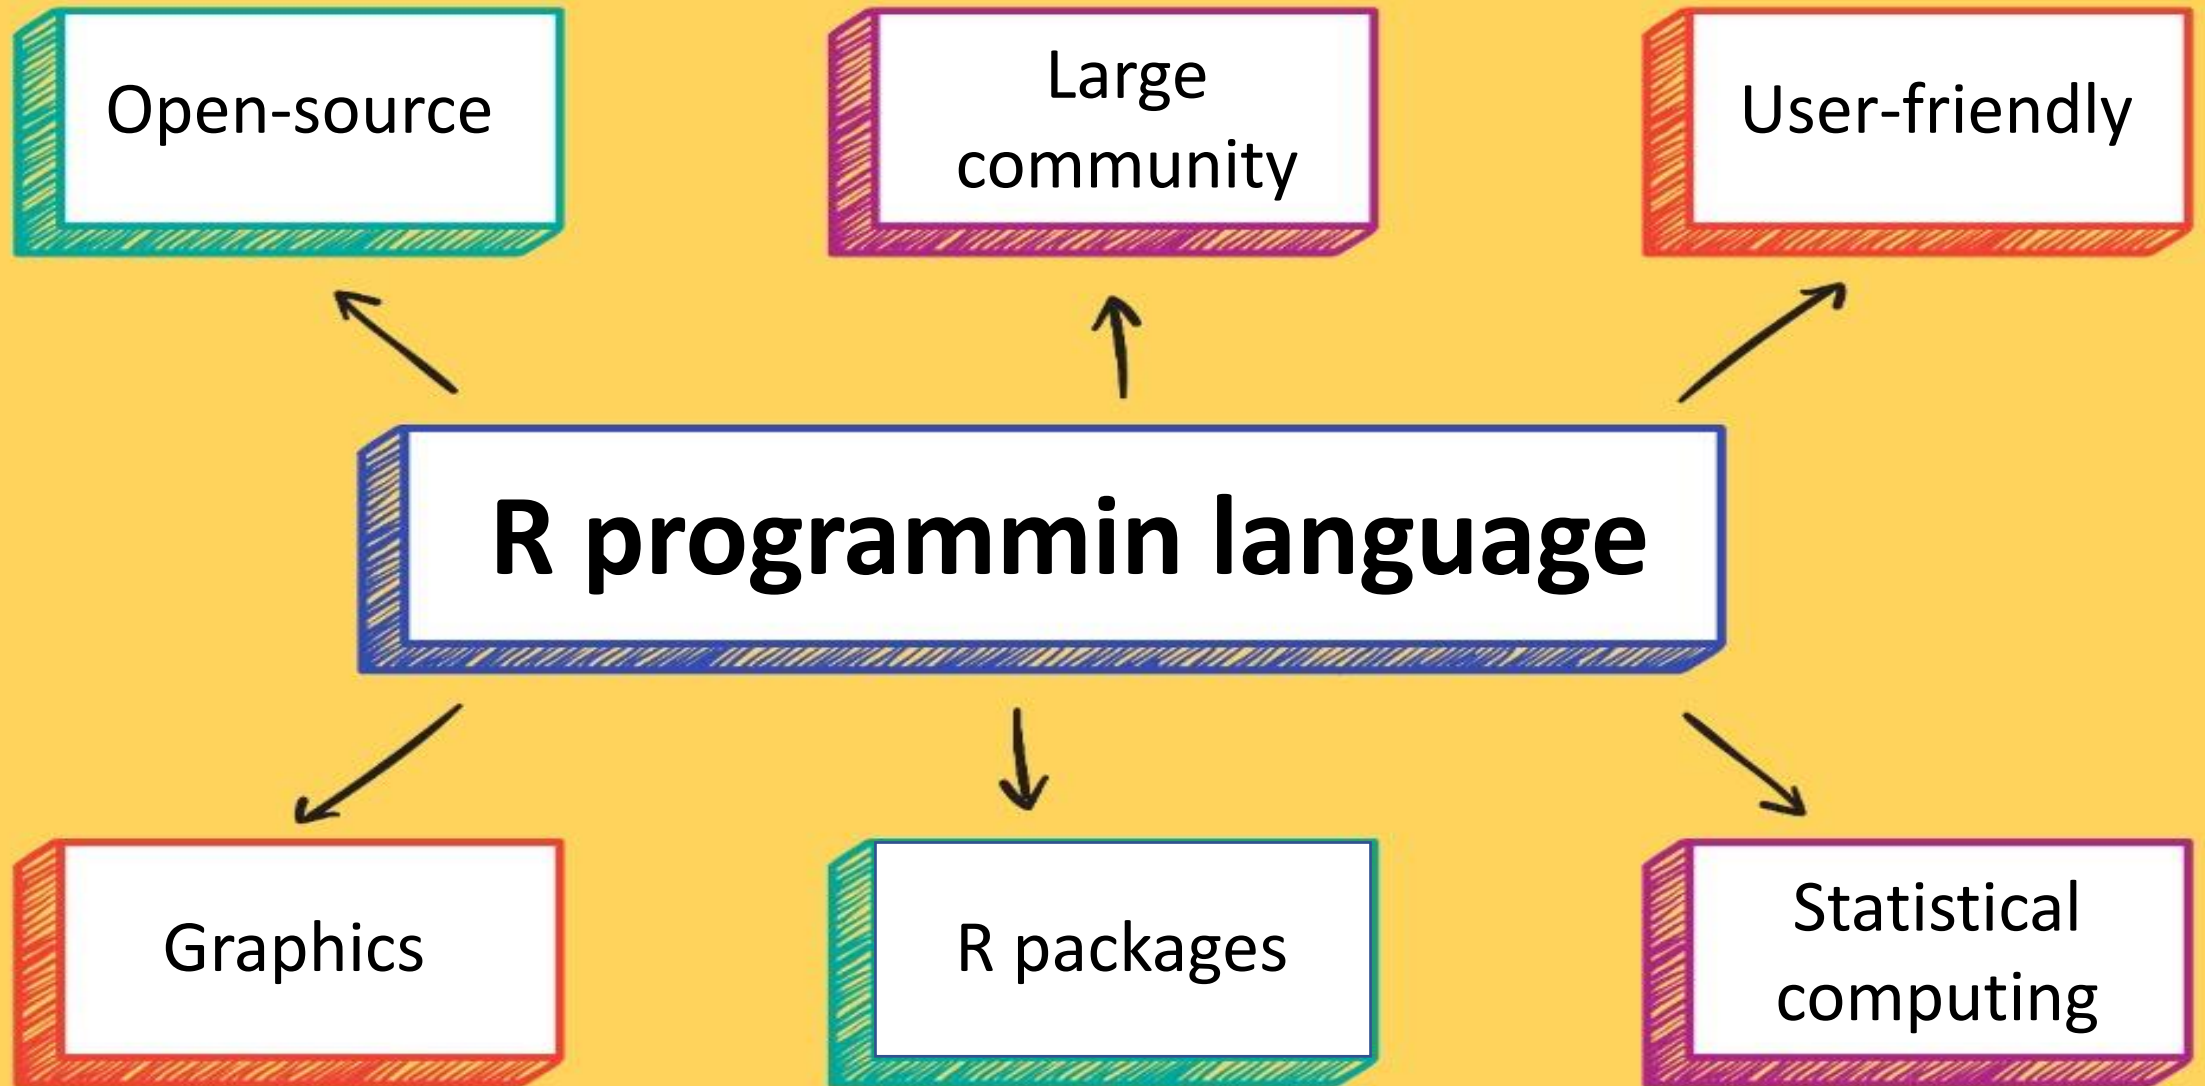 Open-source
Large
community
User-friendly
R programmin language
Graphics
R packages
Statistical
computing